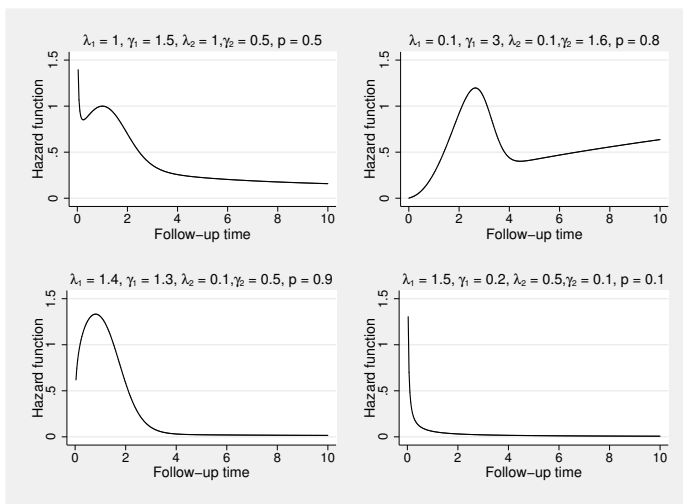 λ₁ = 1, γ₁ = 1.5, λ₂ = 1,γ₂ = 0.5, p = 0.5
Hazard function
0
.5
1
1.5
0 2 4 6 8 10
Follow−up time
λ₁ = 0.1, γ₁ = 3, λ₂ = 0.1,γ₂ = 1.6, p = 0.8
Hazard function
0
.5
1
1.5
0 2 4 6 8 10
Follow−up time
λ₁ = 1.4, γ₁ = 1.3, λ₂ = 0.1,γ₂ = 0.5, p = 0.9
Hazard function
0
.5
1
1.5
0 2 4 6 8 10
Follow−up time
λ₁ = 1.5, γ₁ = 0.2, λ₂ = 0.5,γ₂ = 0.1, p = 0.1
Hazard function
0
.5
1
1.5
0 2 4 6 8 10
Follow−up time